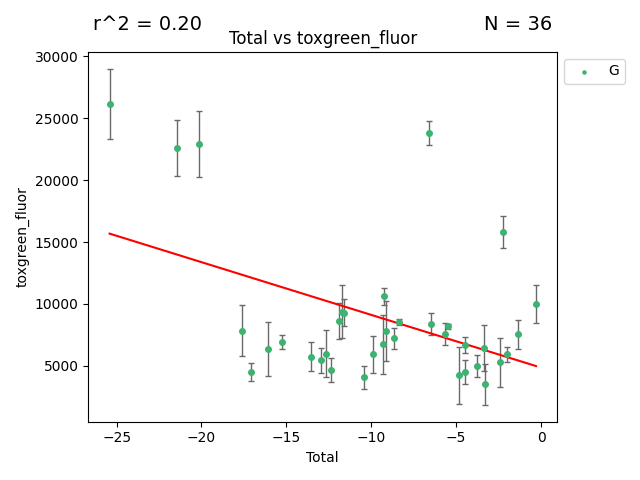 r^2 = 0.20
N = 36
Total vs toxgreen_fluor
G
30000
25000
20000
15000
10000
5000
toxgreen_fluor
−25
−20
−15
−10
−5
0
Total